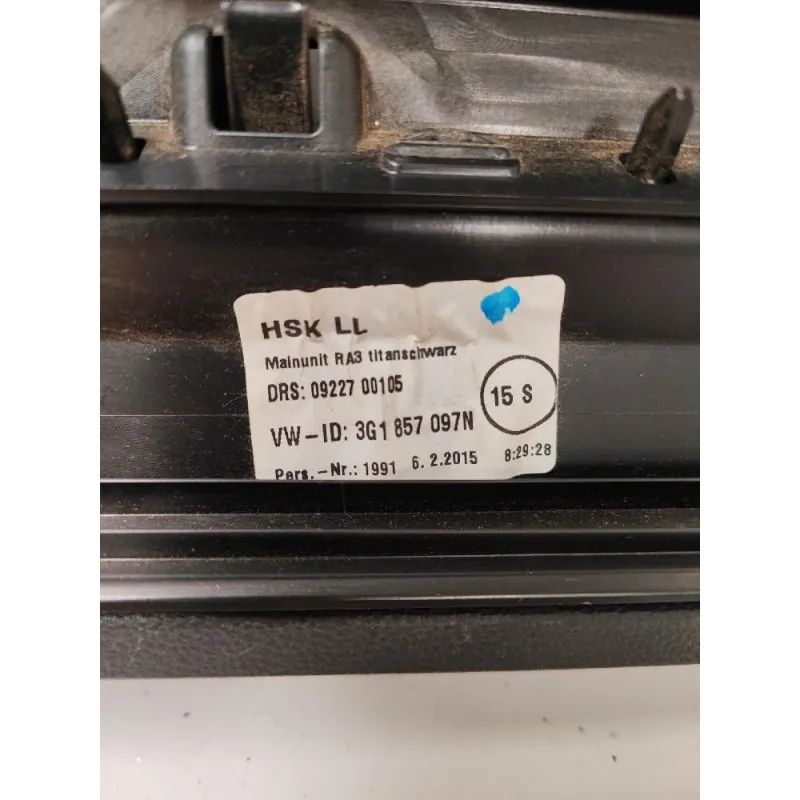 HSK LL
Mainunit RA3 titanschwarz
DRS: 09227 00105
15 S
VW-ID: 3G1 857 097N
Pers.-Nr.: 1991 6. 2.2015 8:29:28